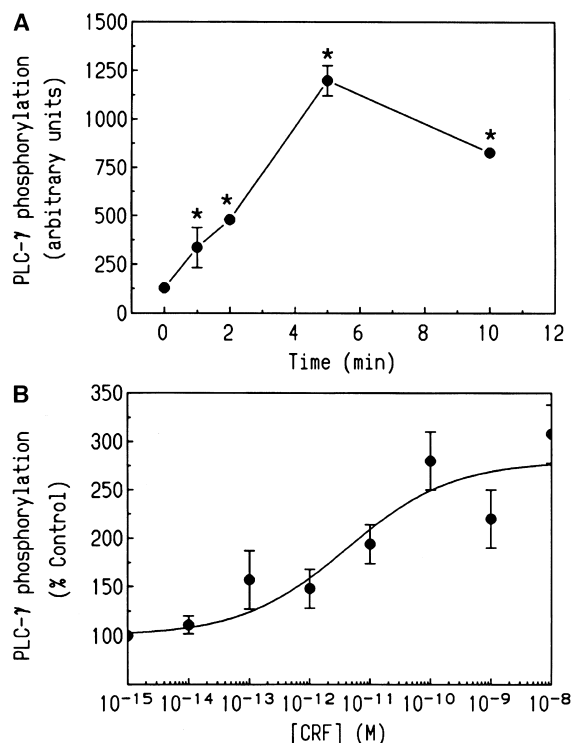 A
PLC-γ phosphorylation
(arbitrary units)
1500
1250
1000
750
500
250
0
* * * *
0 2 4 6 8 10 12
Time (min)
B
PLC-γ phosphorylation
(% Control)
350
300
250
200
150
100
10⁻¹⁵ 10⁻¹⁴ 10⁻¹³ 10⁻¹² 10⁻¹¹ 10⁻¹⁰ 10⁻⁹ 10⁻⁸
[CRF] (M)